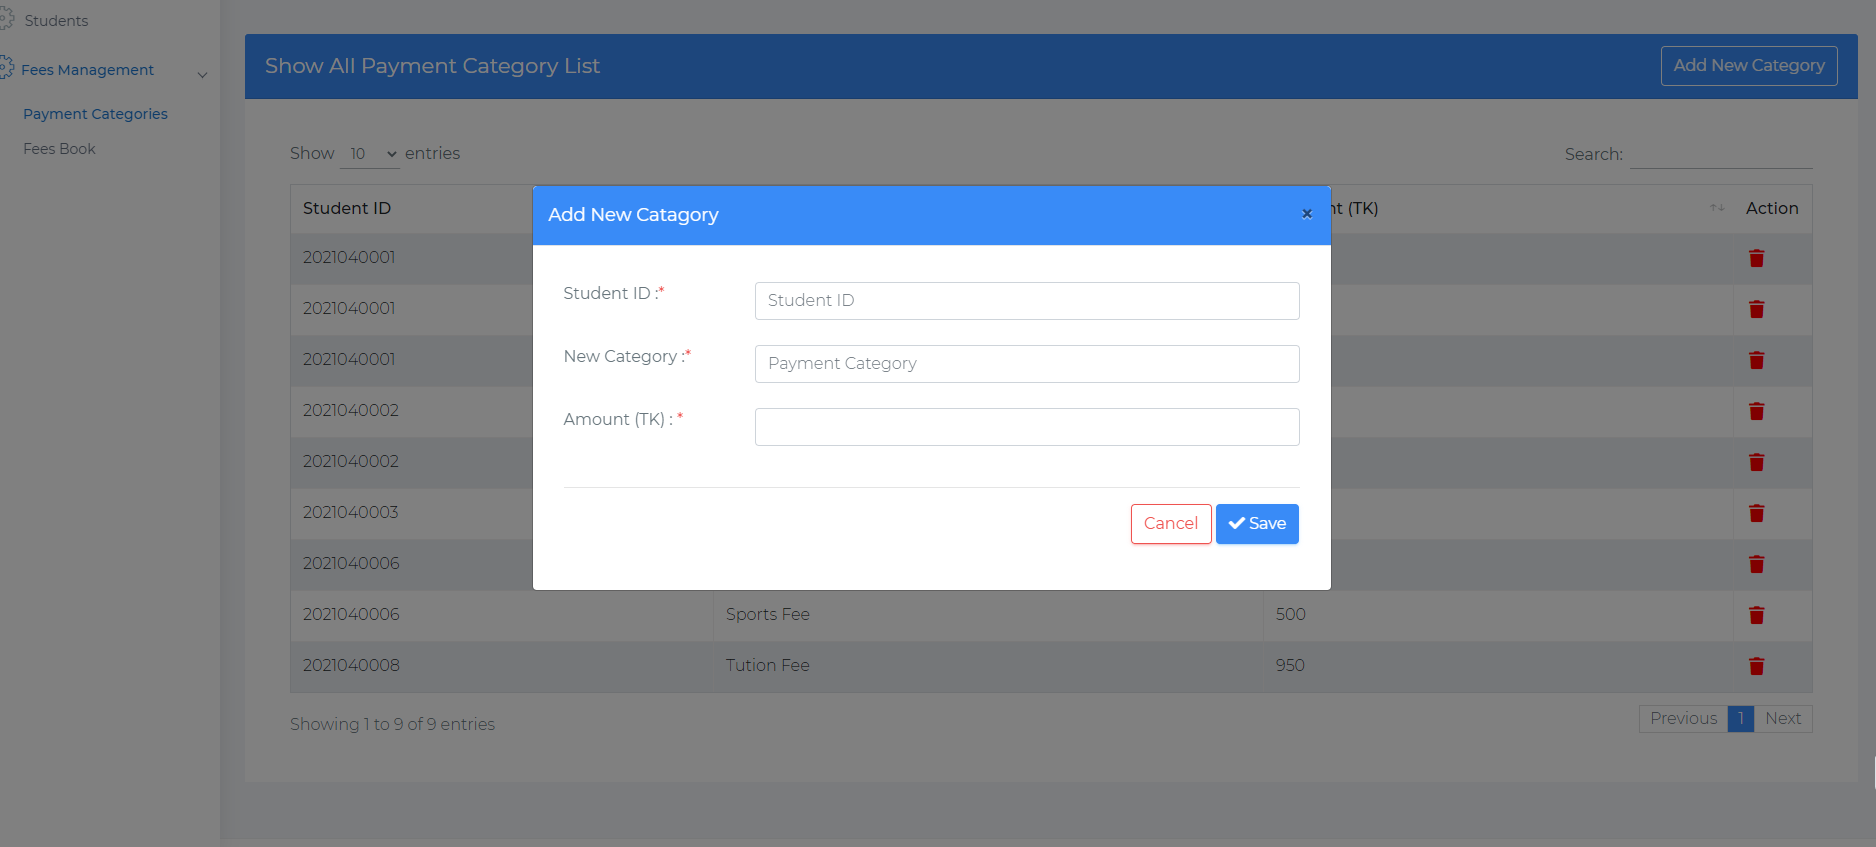 Students
Fees Management
Payment Categories
Fees Book
Show All Payment Category List
Add New Category
Show 10 entries
Search:
Student ID
(TK)
Action
2021040001
2021040001
2021040001
2021040002
2021040002
2021040003
2021040006
2021040006 Sports Fee 500
2021040008 Tution Fee 950
Showing 1 to 9 of 9 entries
Previous 1 Next
Add New Catagory
×
Student ID :*
Student ID
New Category :*
Payment Category
Amount (TK) : *
Cancel
Save